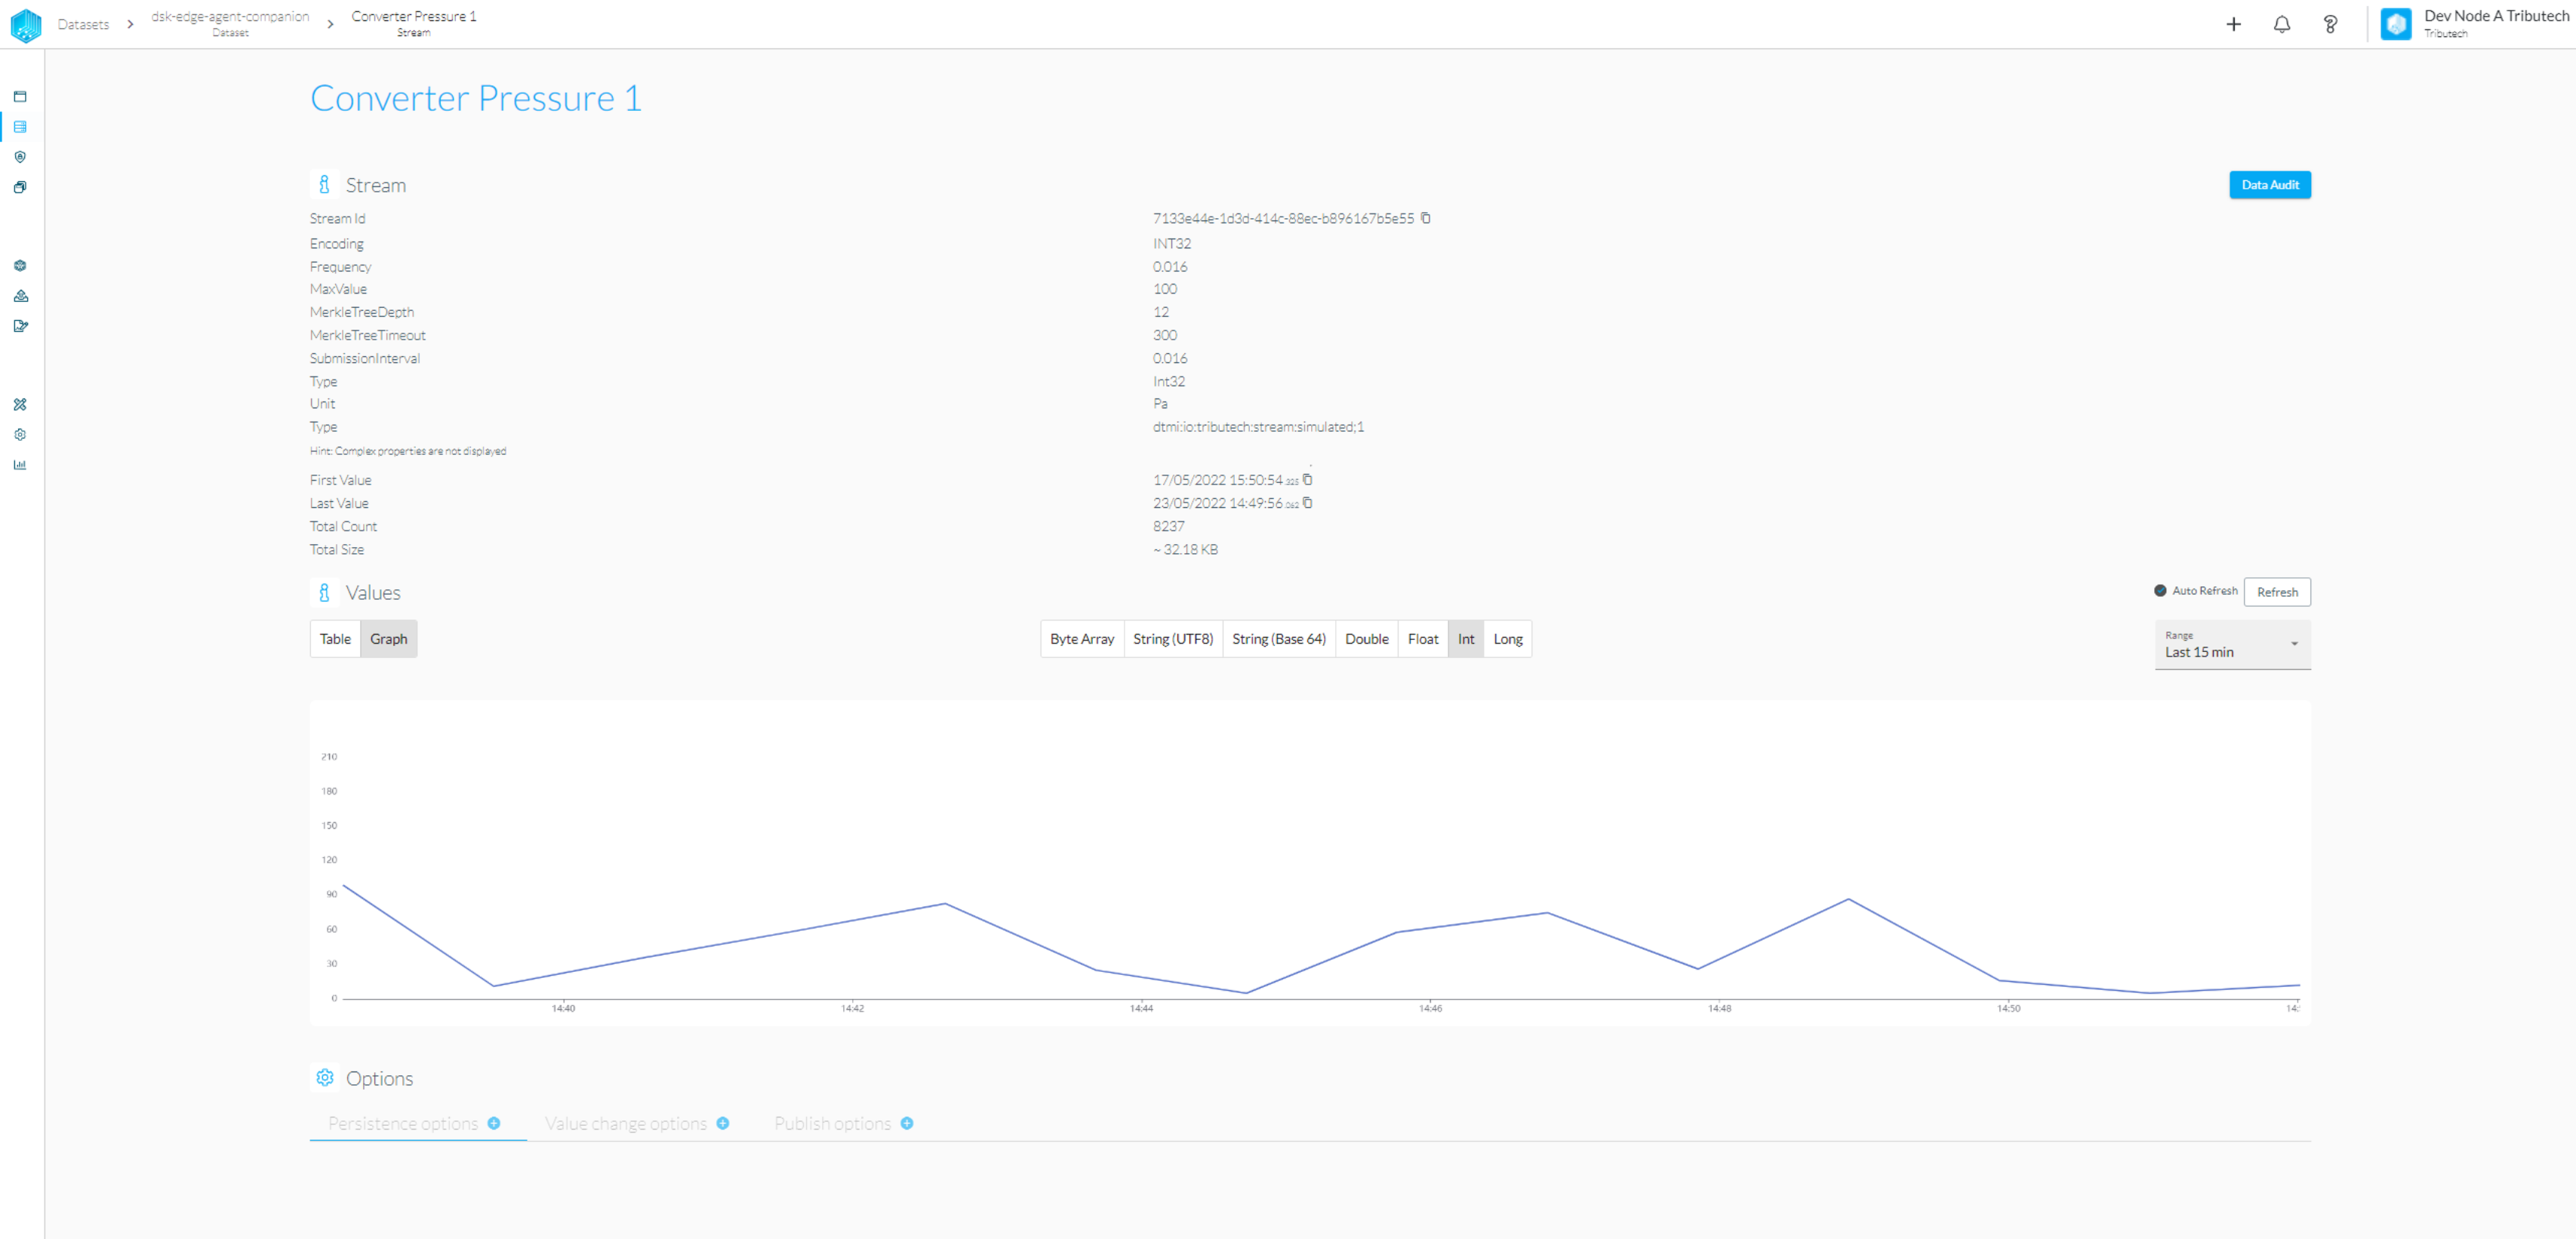 Datasets > dsk-edge-agent-companion > Converter Pressure 1
Dataset Stream
Dev Node A Tributech
Tributech
Converter Pressure 1
Stream
Data Audit
Stream Id 7133e44e-1d3d-414c-88ec-b896167b5e55
Encoding INT32
Frequency 0.016
MaxValue 100
MerkleTreeDepth 12
MerkleTreeTimeout 300
SubmissionInterval 0.016
Type Int32
Unit Pa
Type dtmi:io:tributech:stream:simulated;1
Hint: Complex properties are not displayed
First Value 17/05/2022 15:50:54.325
Last Value 23/05/2022 14:49:56.062
Total Count 8237
Total Size ~ 32.18 KB
Values
Auto Refresh Refresh
Table Graph Byte Array String (UTF8) String (Base 64) Double Float Int Long
Range
Last 15 min
210
180
150
120
90
60
30
0
14:40 14:42 14:44 14:46 14:48 14:50 14:
Options
Persistence options Value change options Publish options